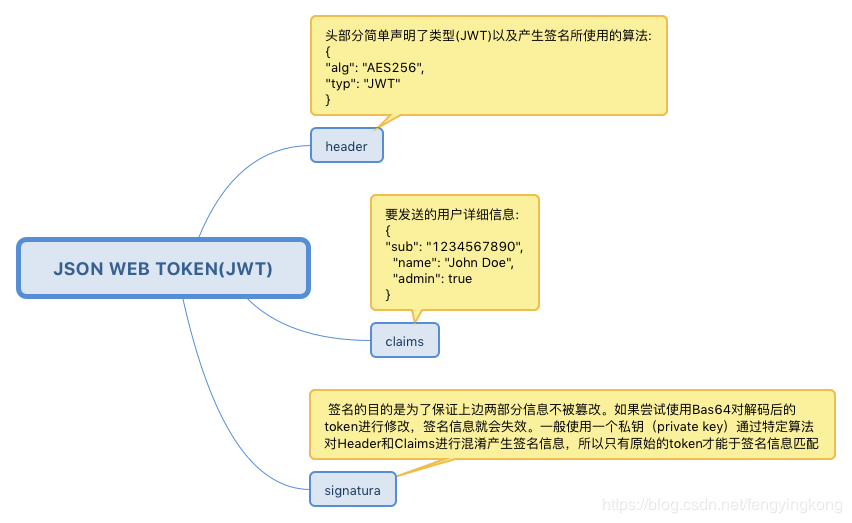 头部分简单声明了类型(JWT)以及产生签名所使用的算法:
{
"alg": "AES256",
"typ": "JWT"
}
header
要发送的用户详细信息:
{
"sub": "1234567890",
"name": "John Doe",
"admin": true
}
JSON WEB TOKEN(JWT)
claims
签名的目的是为了保证上边两部分信息不被篡改。如果尝试使用Bas64对解码后的
token进行修改，签名信息就会失效。一般使用一个私钥（private key）通过特定算法
对Header和Claims进行混淆产生签名信息，所以只有原始的token才能于签名信息匹配
signatura
https://blog.csdn.net/fengyingkong